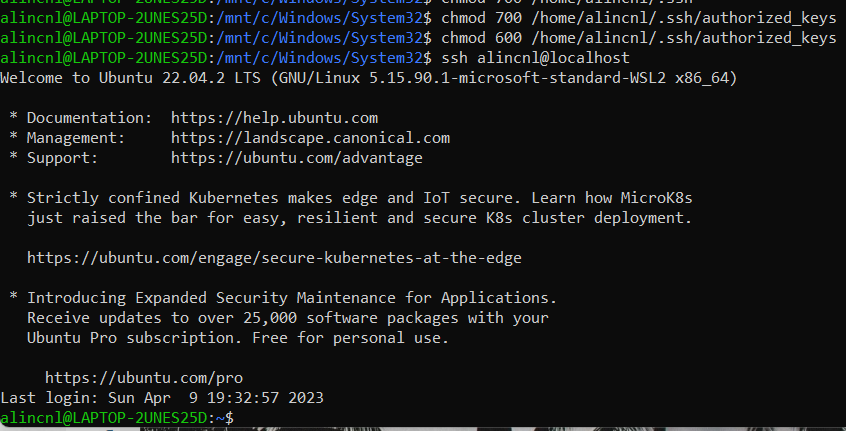 alincnl@LAPTOP-2UNES25D:/mnt/c/Windows/System32$ chmod 700 /home/alincnl/.ssh
alincnl@LAPTOP-2UNES25D:/mnt/c/Windows/System32$ chmod 700 /home/alincnl/.ssh/authorized_keys
alincnl@LAPTOP-2UNES25D:/mnt/c/Windows/System32$ chmod 600 /home/alincnl/.ssh/authorized_keys
alincnl@LAPTOP-2UNES25D:/mnt/c/Windows/System32$ ssh alincnl@localhost
Welcome to Ubuntu 22.04.2 LTS (GNU/Linux 5.15.90.1-microsoft-standard-WSL2 x86_64)
* Documentation:  https://help.ubuntu.com
* Management:     https://landscape.canonical.com
* Support:        https://ubuntu.com/advantage
* Strictly confined Kubernetes makes edge and IoT secure. Learn how MicroK8s
just raised the bar for easy, resilient and secure K8s cluster deployment.
https://ubuntu.com/engage/secure-kubernetes-at-the-edge
* Introducing Expanded Security Maintenance for Applications.
Receive updates to over 25,000 software packages with your
Ubuntu Pro subscription. Free for personal use.
https://ubuntu.com/pro
Last login: Sun Apr  9 19:32:57 2023
alincnl@LAPTOP-2UNES25D:~$